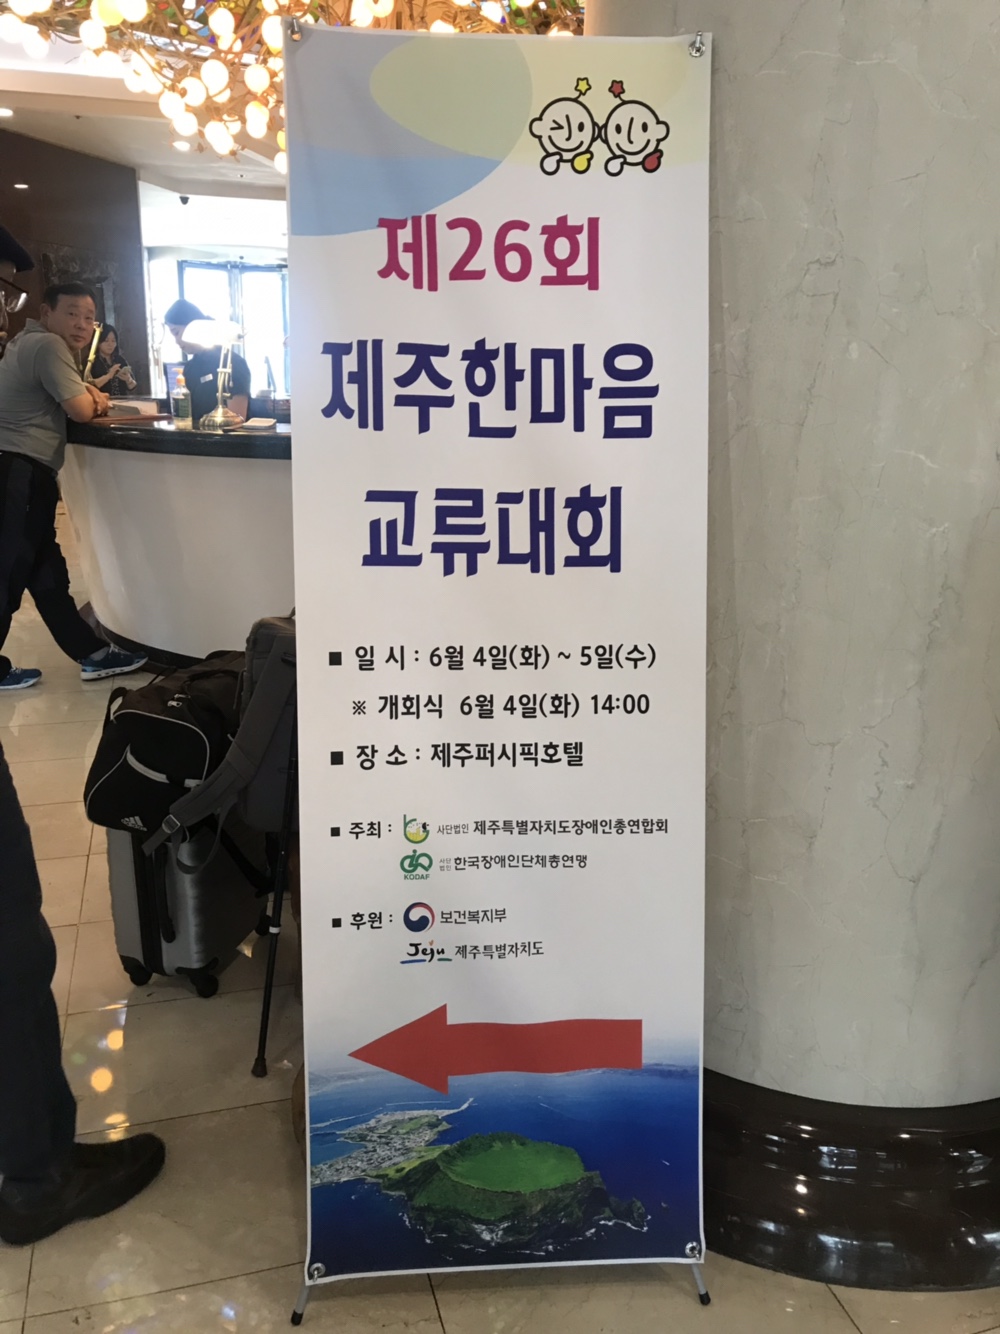 제26회
제주한마음
교류대회
■ 일 시 : 6월 4일(화) ~ 5일(수)
※ 개회식 6월 4일(화) 14:00
■ 장 소 : 제주퍼시픽호텔
■ 주최 : 사단법인 제주특별자치도장애인총연합회
KODAF 사단법인 한국장애인단체총연맹
■ 후원 : 보건복지부
Jeju 제주특별자치도
adidas